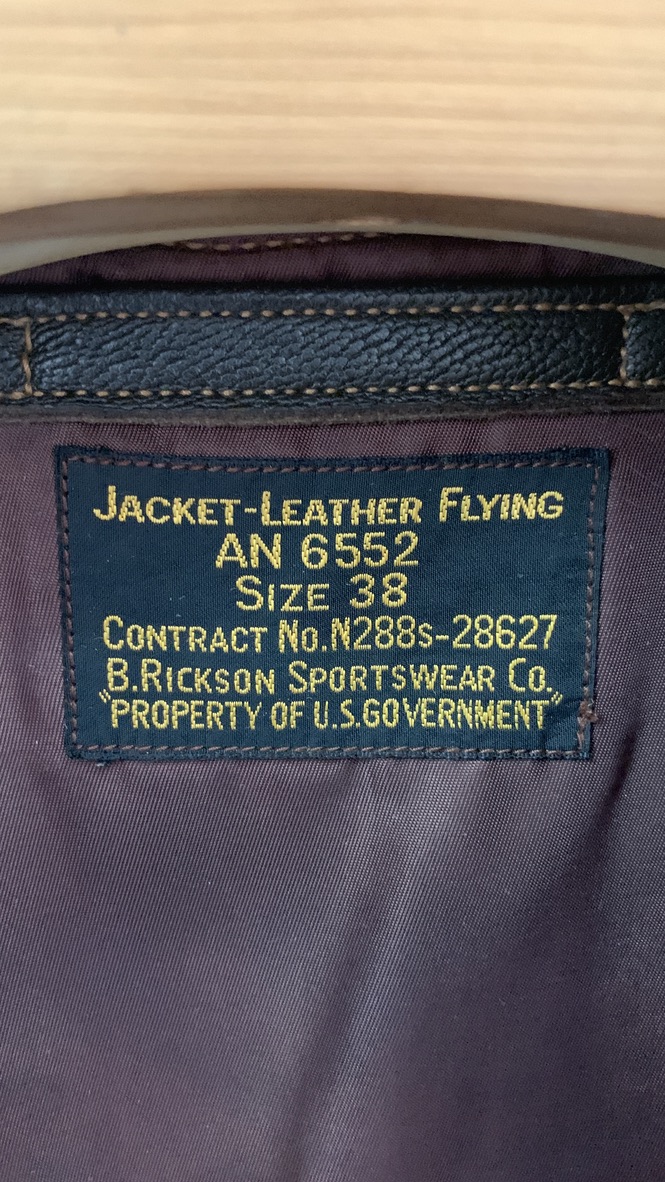 JACKET-LEATHER FLYING
AN 6552
SIZE 38
CONTRACT NO.N288S-28627
B.RICKSON SPORTSWEAR CO.
"PROPERTY OF U.S.GOVERNMENT"